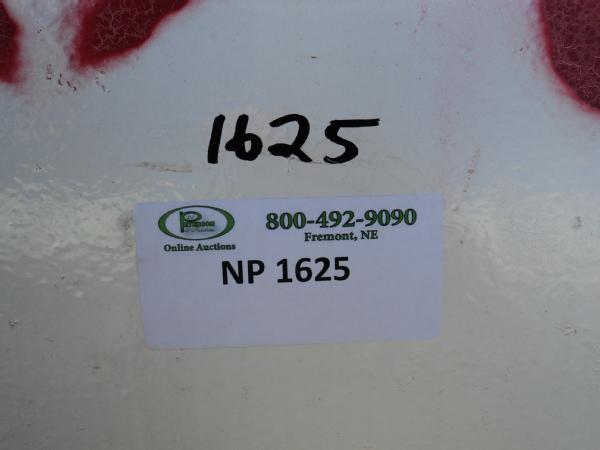 1625
800-492-9090
Fremont, NE
Online Auctions
NP 1625